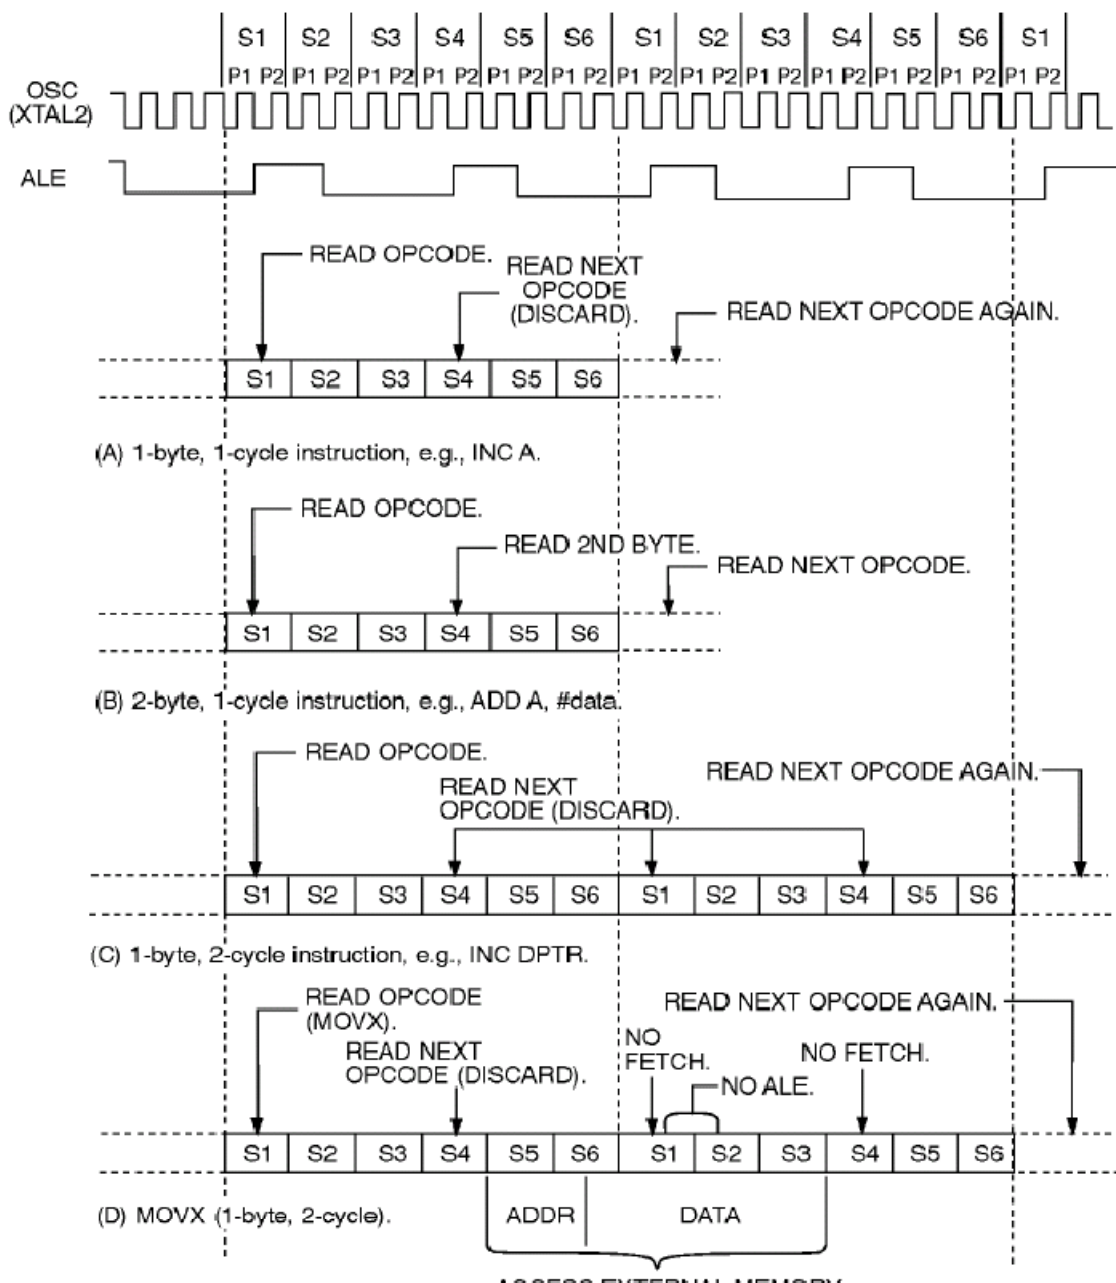 S1 S2 S3 S4 S5 S6 S1 S2 S3 S4 S5 S6 S1
P1 P2 P1 P2 P1 P2 P1 P2 P1 P2 P1 P2 P1 P2 P1 P2 P1 P2 P1 P2 P1 P2 P1 P2 P1 P2
OSC
(XTAL2)
ALE
READ OPCODE.
READ NEXT
OPCODE
(DISCARD).
READ NEXT OPCODE AGAIN.
S1 S2 S3 S4 S5 S6
(A) 1-byte, 1-cycle instruction, e.g., INC A.
READ OPCODE.
READ 2ND BYTE.
READ NEXT OPCODE.
S1 S2 S3 S4 S5 S6
(B) 2-byte, 1-cycle instruction, e.g., ADD A, #data.
READ OPCODE.
READ NEXT
OPCODE (DISCARD).
READ NEXT OPCODE AGAIN.
S1 S2 S3 S4 S5 S6 S1 S2 S3 S4 S5 S6
(C) 1-byte, 2-cycle instruction, e.g., INC DPTR.
READ OPCODE
(MOVX).
READ NEXT
OPCODE (DISCARD).
NO
FETCH.
NO ALE.
NO FETCH.
READ NEXT OPCODE AGAIN.
S1 S2 S3 S4 S5 S6 S1 S2 S3 S4 S5 S6
(D) MOVX (1-byte, 2-cycle).
ADDR DATA
ACCESS EXTERNAL MEMORY